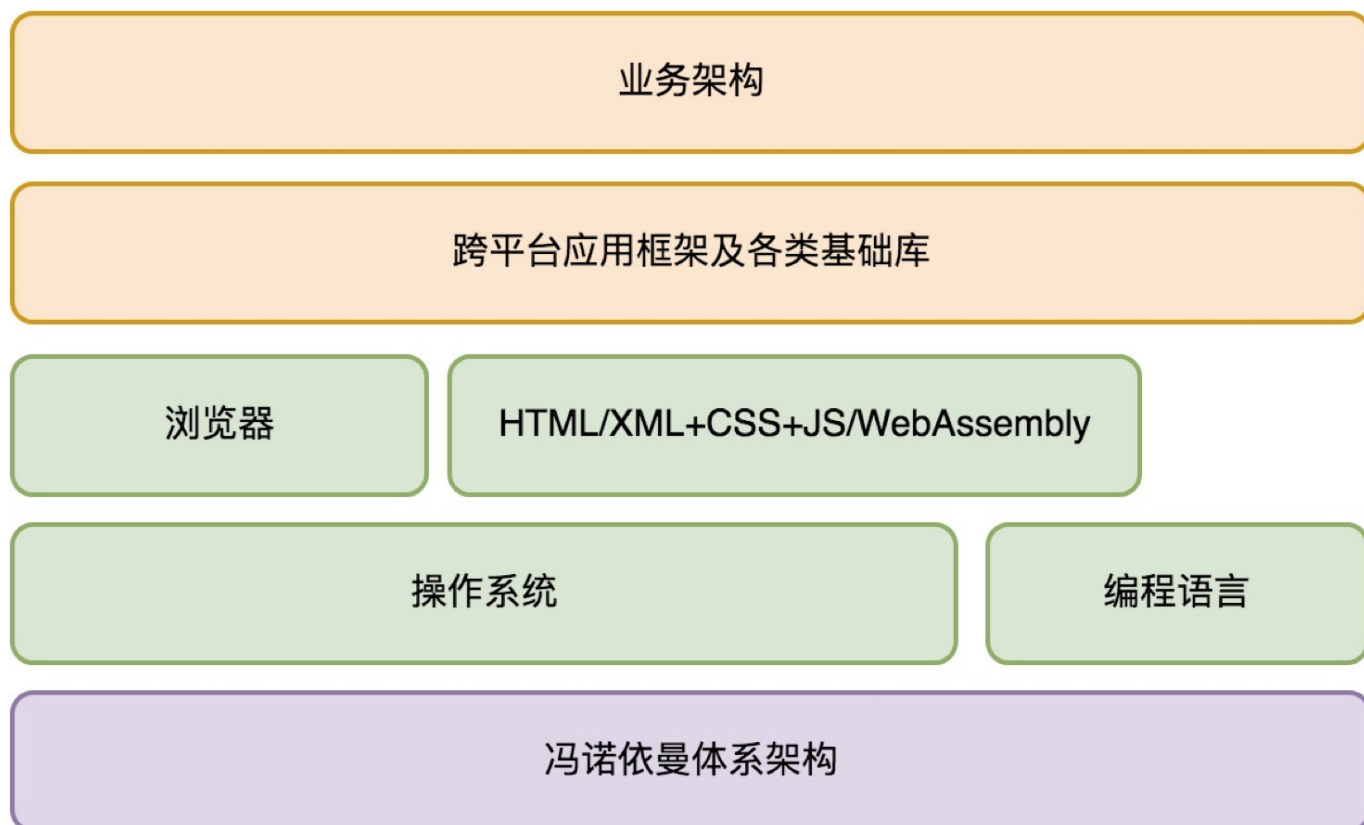 业务架构
跨平台应用框架及各类基础库
浏览器
HTML/XML+CSS+JS/WebAssembly
操作系统
编程语言
冯诺依曼体系架构